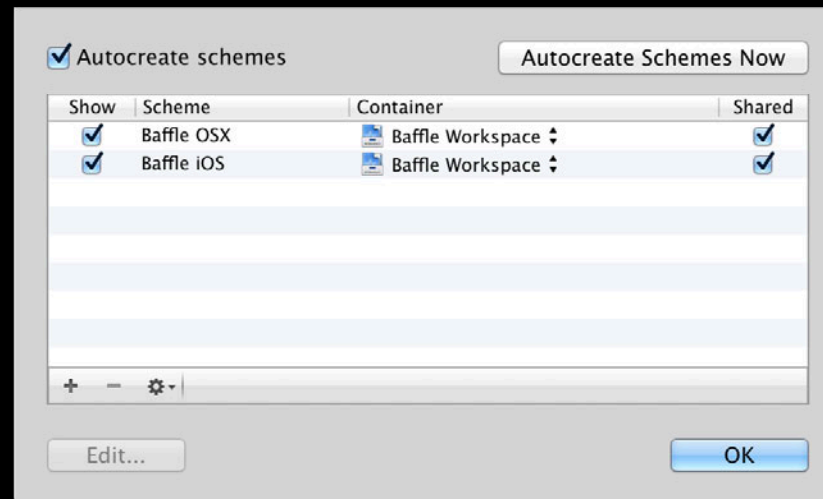 Autocreate schemes
Autocreate Schemes Now
Show Scheme Container Shared
Baffle OSX Baffle Workspace
Baffle iOS Baffle Workspace
Edit...
OK